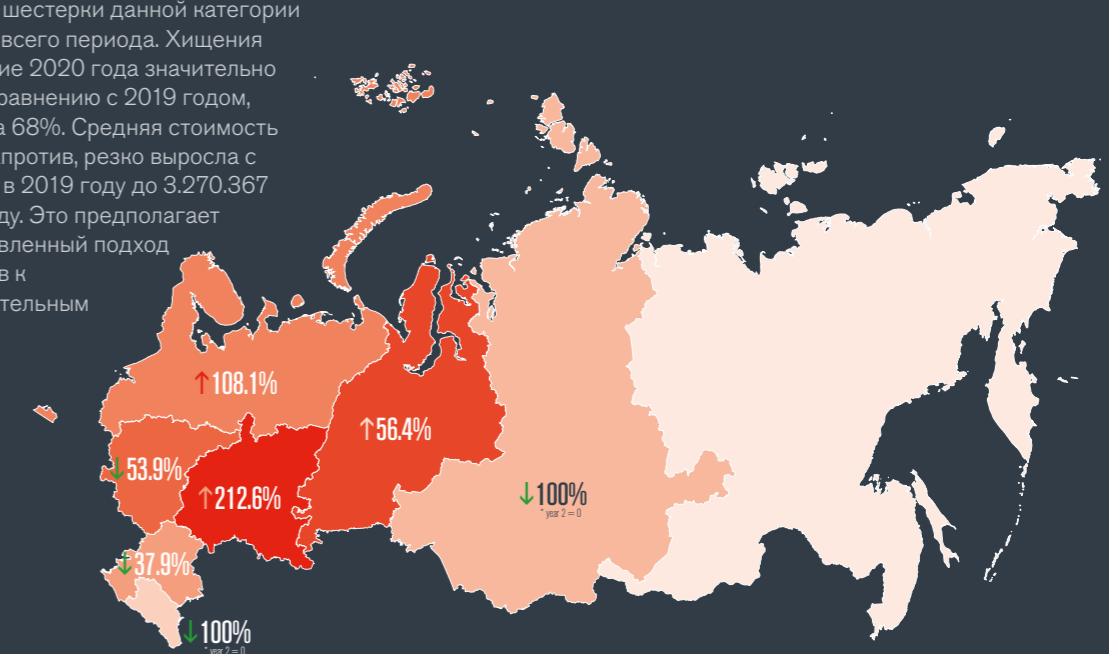 шестерки данной категории
всего периода. Хищения
ие 2020 года значительно
равнению с 2019 годом,
а 68%. Средняя стоимость
апротив, резко выросла с
в 2019 году до 3.270.367
ду. Это предполагает
вленный подход
в к
тельным
↑108.1%
↑56.4%
↓53.9%
↑212.6%
↓100%
* year 2 = 0
↓37.9%
↓100%
* year 2 = 0